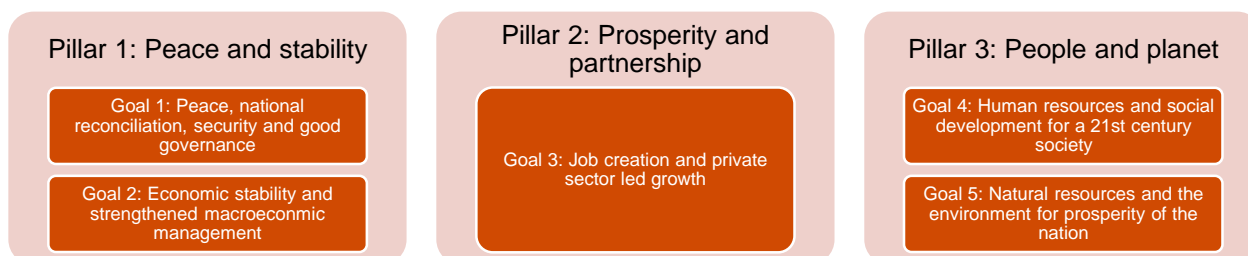 Pillar 1: Peace and stability
Goal 1: Peace, national
reconciliation, security and good
governance
Goal 2: Economic stability and
strengthened macroeconmic
management
Pillar 2: Prosperity and
partnership
Goal 3: Job creation and private
sector led growth
Pillar 3: People and planet
Goal 4: Human resources and social
development for a 21st century
society
Goal 5: Natural resources and the
environment for prosperity of the
nation